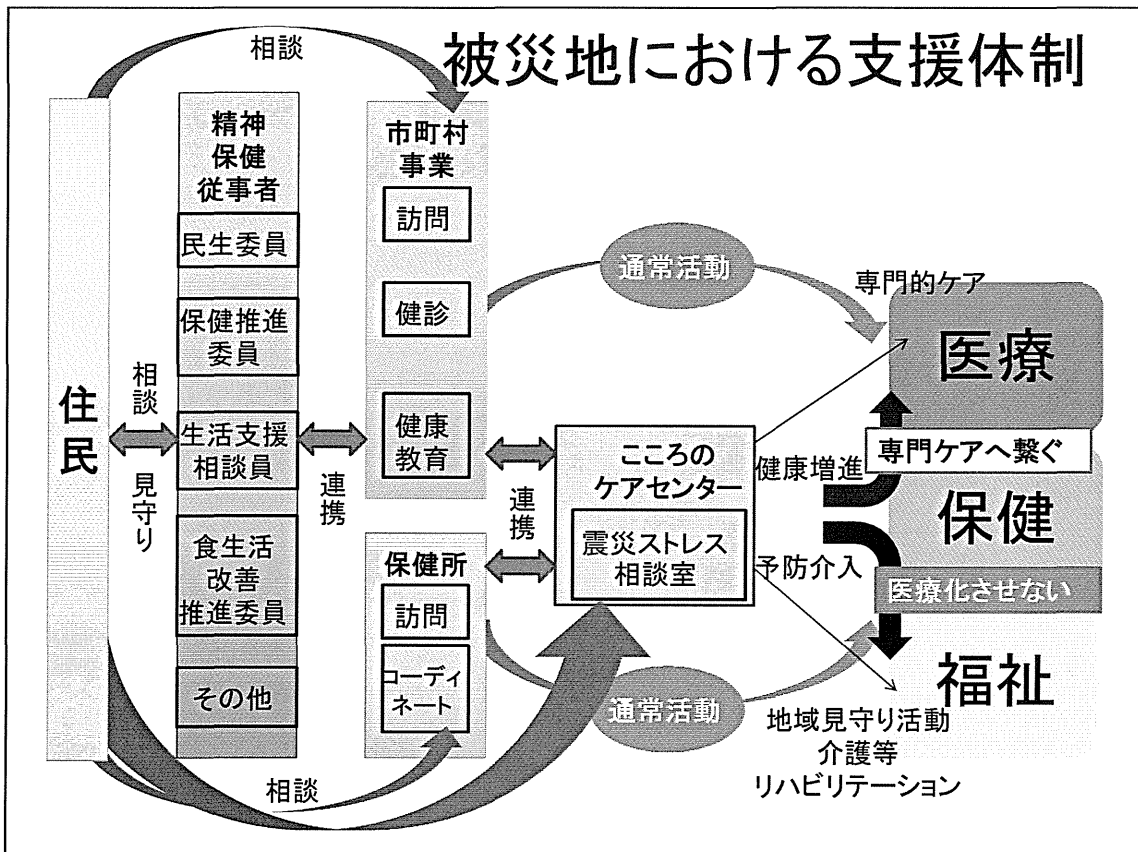 被災地における支援体制
相談
住民
相談
見守り
精神
保健
従事者
民生委員
保健推進
委員
生活支援
相談員
食生活
改善
推進委員
その他
連携
市町村
事業
訪問
健診
健康
教育
保健所
訪問
コーディ
ネート
相談
連携
こころの
ケアセンター
震災ストレス
相談室
通常活動
通常活動
専門的ケア
健康増進
予防介入
地域見守り活動
介護等
リハビリテーション
医療
専門ケアへ繋ぐ
保健
医療化させない
福祉